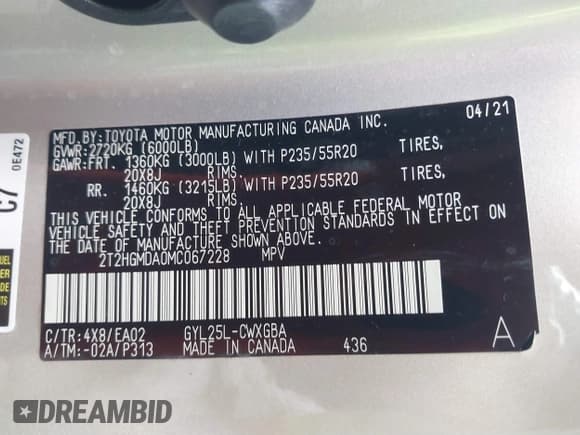 MFD.BY:TOYOTA MOTOR MANUFACTURING CANADA INC. 04/21
GVWR:2720KG (6000LB)
GAWR:FRT. 1360KG (3000LB) WITH P235/55R20 TIRES,
20X8J RIMS.
RR. 1460KG (3215LB) WITH P235/55R20 TIRES,
20X8J RIMS.
THIS VEHICLE CONFORMS TO ALL APPLICABLE FEDERAL MOTOR
VEHICLE SAFETY AND THEFT PREVENTION STANDARDS IN EFFECT ON
THE DATE OF MANUFACTURE SHOWN ABOVE.
2T2HGMDA0MC067228 MPV
C/TR:4X8/EA02 GYL25L-CWXGBA
A/TM:-02A/P313 MADE IN CANADA 436 A
0E472
C7
DREAMBID